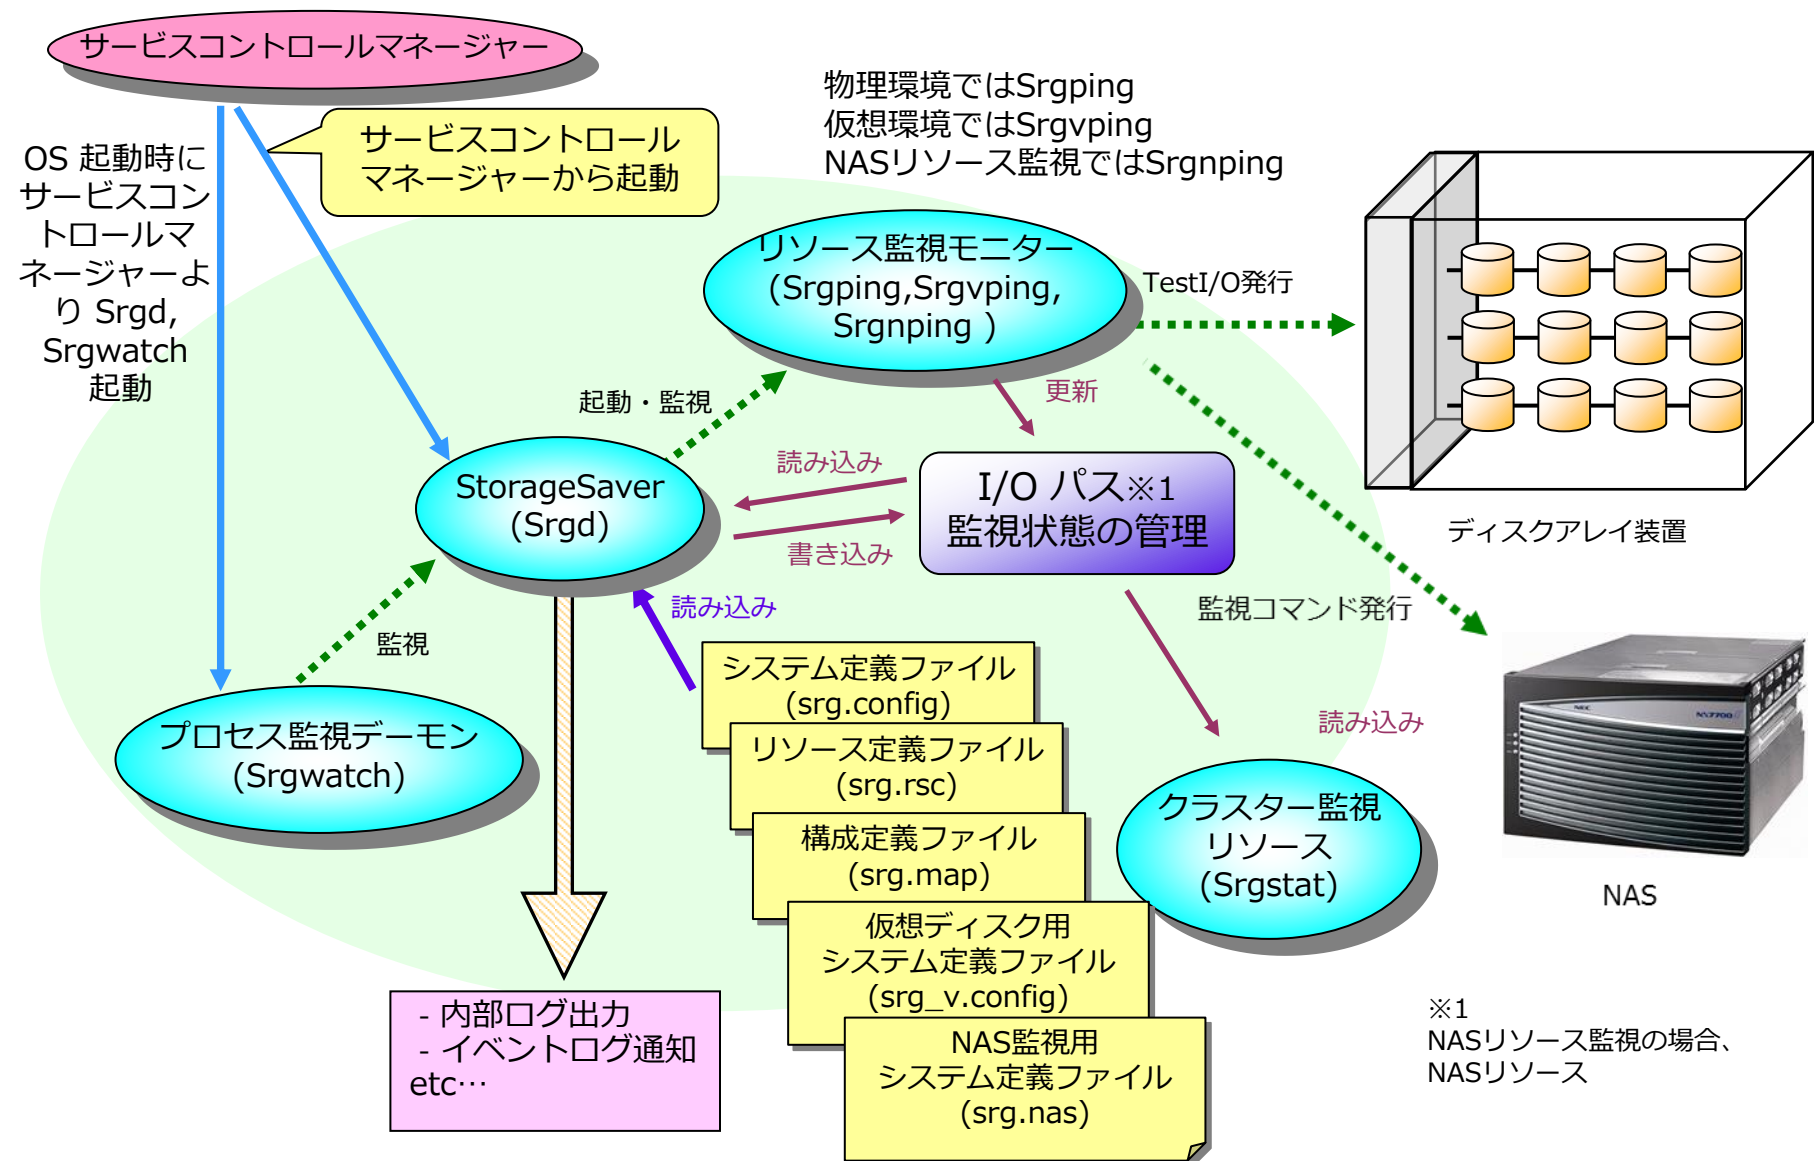 サービスコントロールマネージャー
物理環境ではSrgping
仮想環境ではSrgvping
NASリソース監視ではSrgnping
サービスコントロール
マネージャーから起動
OS 起動時に
サービスコン
トロールマ
ネージャーよ
り Srgd,
Srgwatch
起動
リソース監視モニター
(Srgping,Srgvping,
Srgnping )
TestI/O発行
起動・監視
更新
読み込み
StorageSaver
(Srgd)
I/O パス※1
監視状態の管理
書き込み
ディスクアレイ装置
読み込み
監視コマンド発行
監視
システム定義ファイル
(srg.config)
読み込み
プロセス監視デーモン
(Srgwatch)
リソース定義ファイル
(srg.rsc)
クラスター監視
リソース
(Srgstat)
構成定義ファイル
(srg.map)
NEC
NS7700
NAS
仮想ディスク用
システム定義ファイル
(srg_v.config)
- 内部ログ出力
- イベントログ通知
etc…
NAS監視用
システム定義ファイル
(srg.nas)
※1
NASリソース監視の場合、
NASリソース